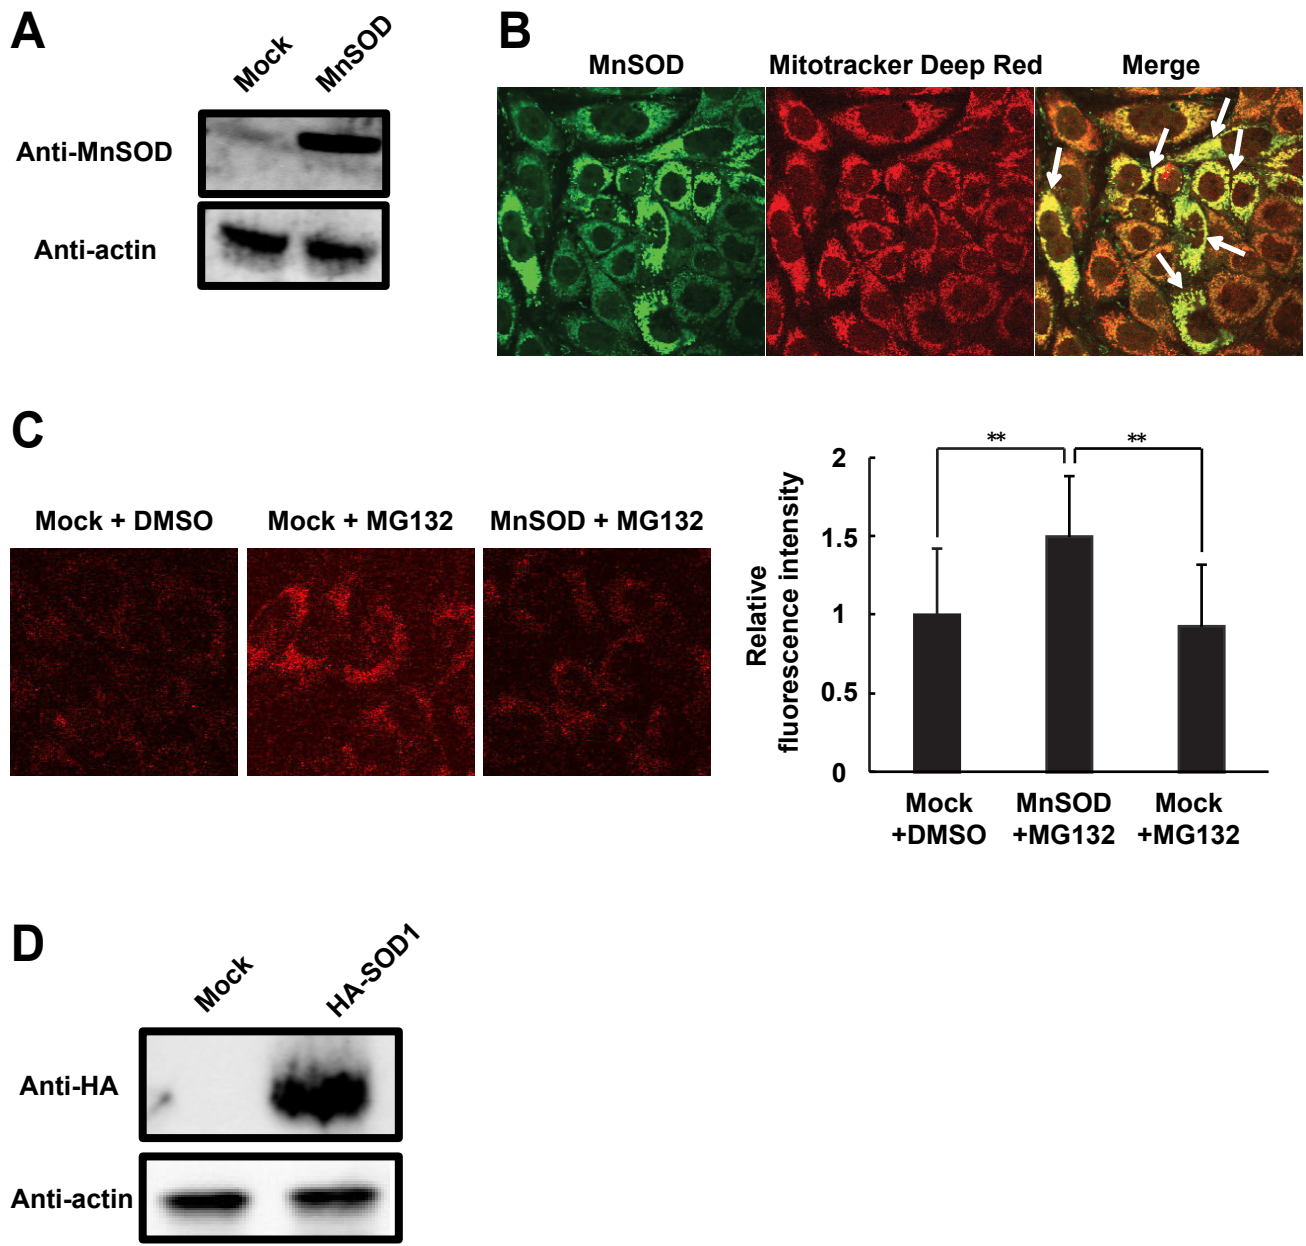 A
Mock
MnSOD
Anti-MnSOD
Anti-actin
B
MnSOD
Mitotracker Deep Red
Merge
C
Mock + DMSO
Mock + MG132
MnSOD + MG132
**
**
Relative
fluorescence intensity
2
1.5
1
0.5
0
Mock
+DMSO
MnSOD
+MG132
Mock
+MG132
D
Mock
HA-SOD1
Anti-HA
Anti-actin